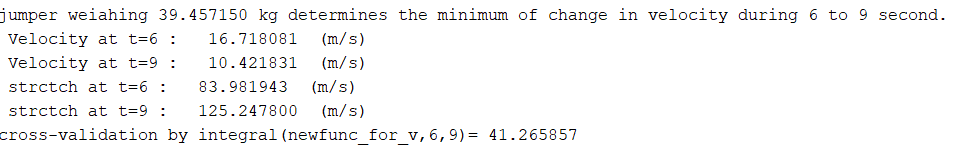 jumper weiahing 39.457150 kg determines the minimum of change in velocity during 6 to 9 second.
Velocity at t=6 : 16.718081 (m/s)
Velocity at t=9 : 10.421831 (m/s)
strctch at t=6 : 83.981943 (m/s)
strctch at t=9 : 125.247800 (m/s)
cross-validation by integral(newfunc_for_v,6,9)= 41.265857